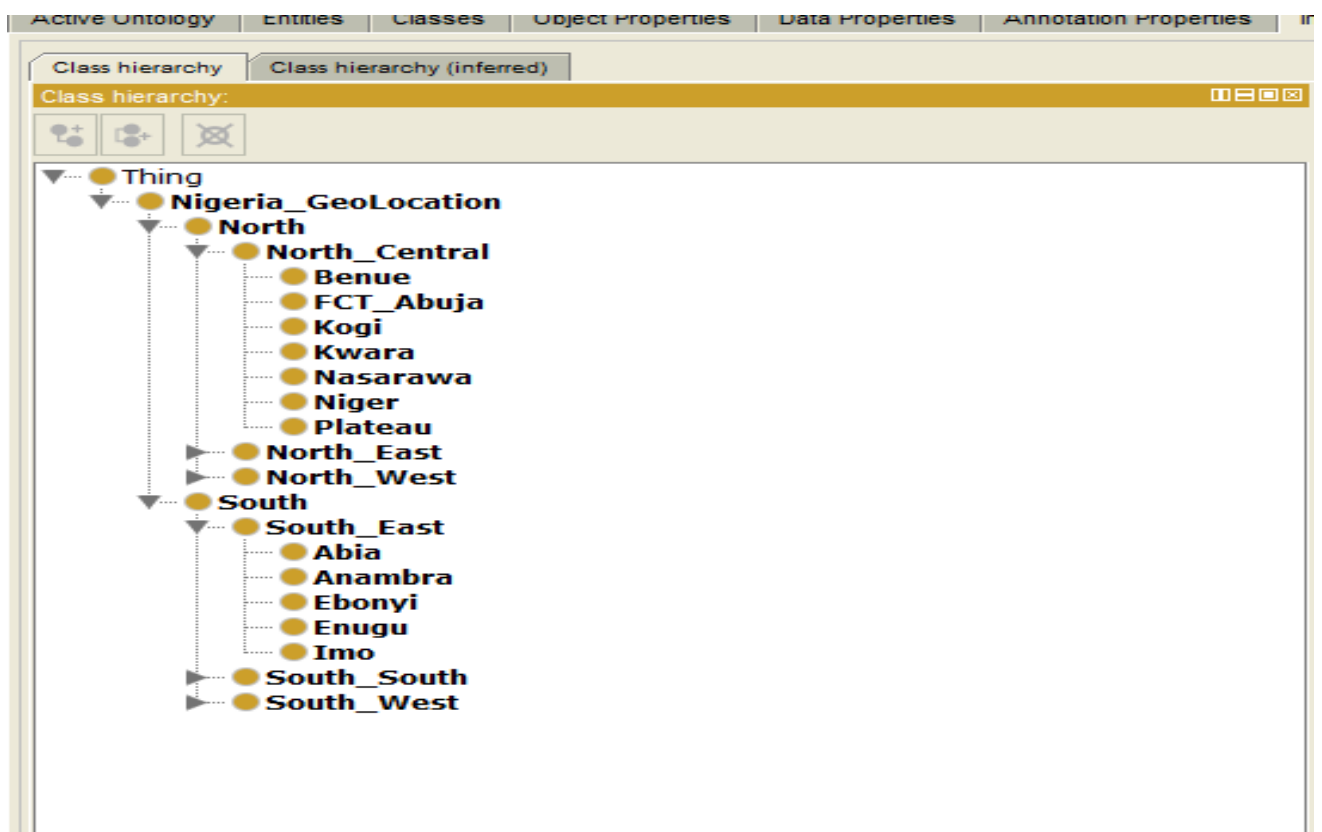 Active Ontology Entities Classes Object Properties Data Properties Annotation Properties
Class hierarchy Class hierarchy (inferred)
Class hierarchy:
Thing
Nigeria_GeoLocation
North
North_Central
Benue
FCT_Abuja
Kogi
Kwara
Nasarawa
Niger
Plateau
North_East
North_West
South
South_East
Abia
Anambra
Ebonyi
Enugu
Imo
South_South
South_West